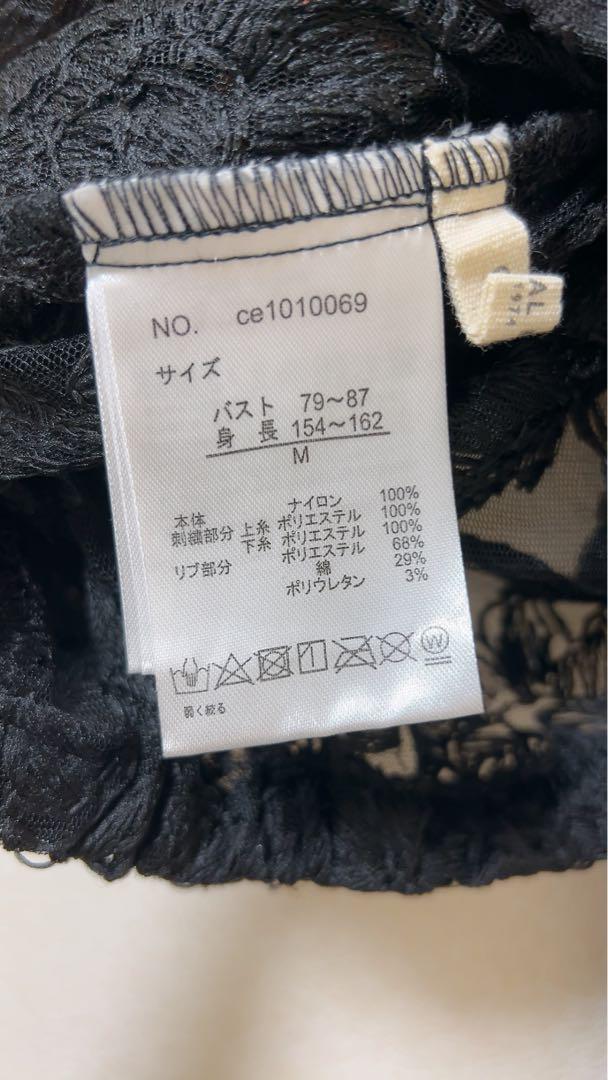 NO. ce1010069
サイズ
バスト 79～87
身 長 154～162
M
本体 ナイロン 100%
刺繍部分 上糸 ポリエステル 100%
下糸 ポリエステル 100%
リブ部分 ポリエステル 68%
綿 29%
ポリウレタン 3%
W
弱く絞る
AL
1974